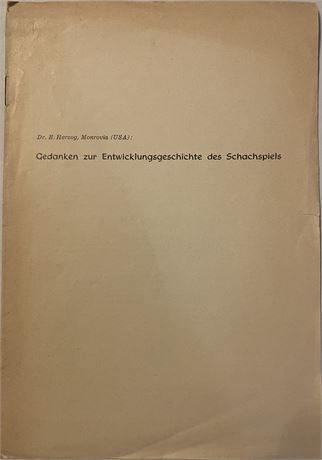 Dr. B. Herzog, Monrovia (USA):
Gedanken zur Entwicklungsgeschichte des Schachspiels